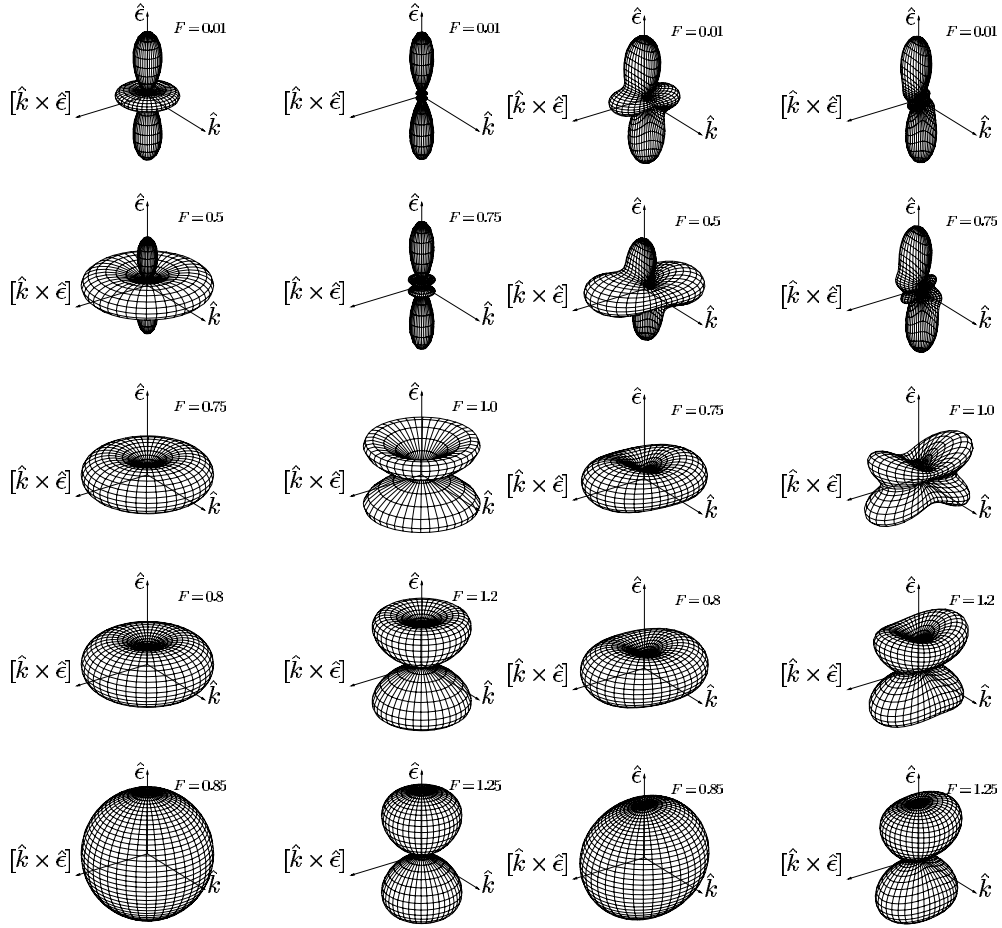 ε̂ F = 0.01 ε̂ F = 0.01 ε̂ F = 0.01 ε̂ F = 0.01
[k̂ × ε̂] k̂ [k̂ × ε̂] k̂ [k̂ × ε̂] k̂ [k̂ × ε̂] k̂
ε̂ F = 0.5 ε̂ F = 0.75 ε̂ F = 0.5 ε̂ F = 0.75
[k̂ × ε̂] k̂ [k̂ × ε̂] k̂ [k̂ × ε̂] k̂ [k̂ × ε̂] k̂
ε̂ F = 0.75 ε̂ F = 1.0 ε̂ F = 0.75 ε̂ F = 1.0
[k̂ × ε̂] k̂ [k̂ × ε̂] k̂ [k̂ × ε̂] k̂ [k̂ × ε̂] k̂
ε̂ F = 0.8 ε̂ F = 1.2 ε̂ F = 0.8 ε̂ F = 1.2
[k̂ × ε̂] k̂ [k̂ × ε̂] k̂ [k̂ × ε̂] k̂ [k̂ × ε̂] k̂
ε̂ F = 0.85 ε̂ F = 1.25 ε̂ F = 0.85 ε̂ F = 1.25
[k̂ × ε̂] k̂ [k̂ × ε̂] k̂ [k̂ × ε̂] k̂ [k̂ × ε̂] k̂